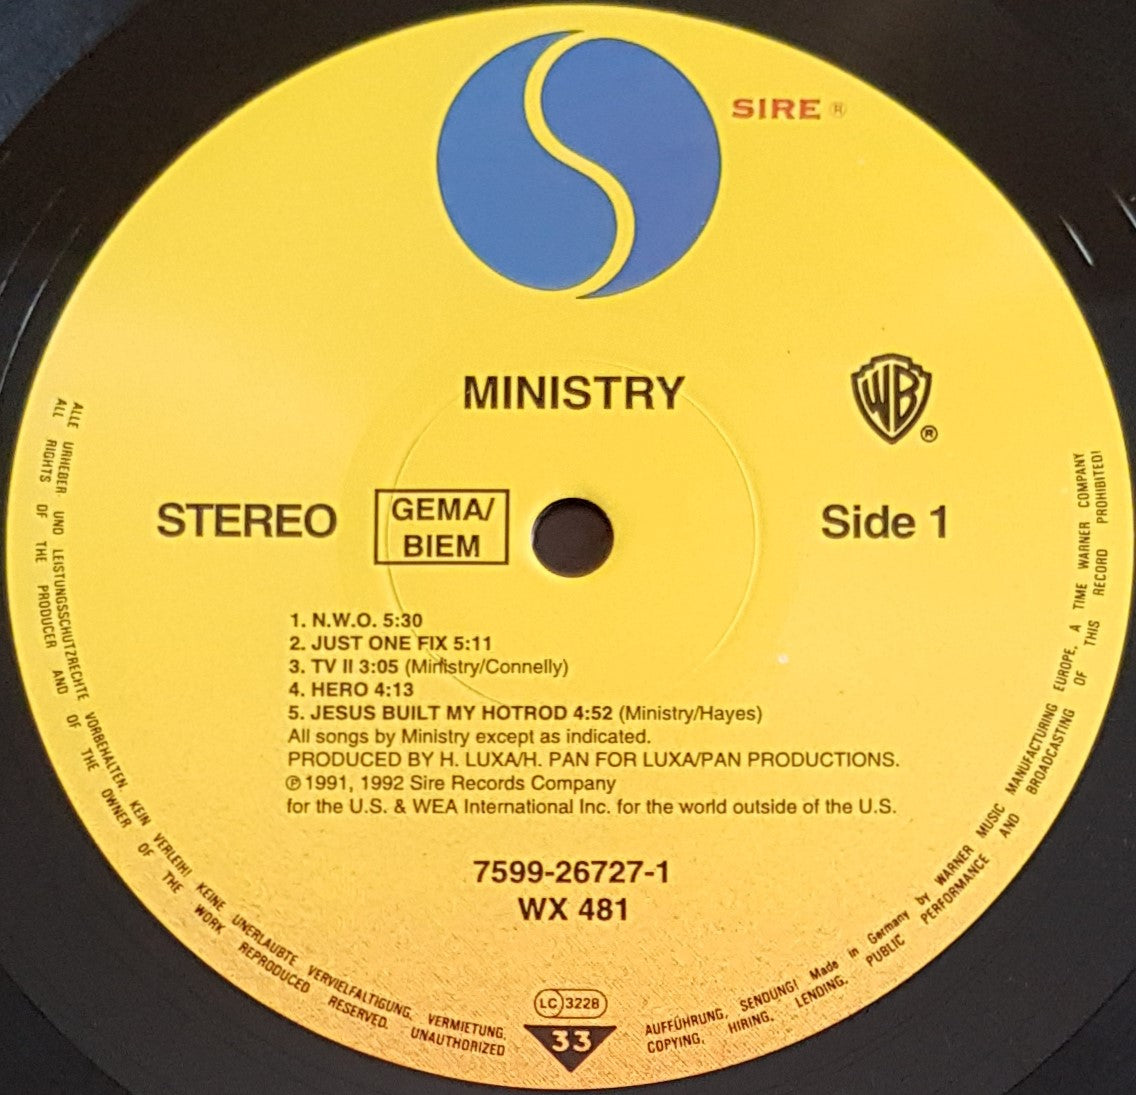 SIRE ®
MINISTRY
WB
®
STEREO
GEMA/
BIEM
Side 1
1. N.W.O. 5:30
2. JUST ONE FIX 5:11
3. TV II 3:05 (Ministry/Connelly)
4. HERO 4:13
5. JESUS BUILT MY HOTROD 4:52 (Ministry/Hayes)
All songs by Ministry except as indicated.
PRODUCED BY H. LUXA/H. PAN FOR LUXA/PAN PRODUCTIONS.
℗ 1991, 1992 Sire Records Company
for the U.S. & WEA International Inc. for the world outside of the U.S.
7599-26727-1
WX 481
LC 3228
33
ALLE URHEBER- UND LEISTUNGSSCHUTZRECHTE VORBEHALTEN. KEIN VERLEIH! KEINE UNERLAUBTE VERVIELFÄLTIGUNG, VERMIETUNG, AUFFÜHRUNG, SENDUNG! Made in Germany by WARNER MUSIC MANUFACTURING EUROPE, A TIME WARNER COMPANY
ALL RIGHTS OF THE PRODUCER AND OF THE OWNER OF THE WORK REPRODUCED RESERVED. UNAUTHORIZED COPYING, HIRING, LENDING, PUBLIC PERFORMANCE AND BROADCASTING OF THIS RECORD PROHIBITED!